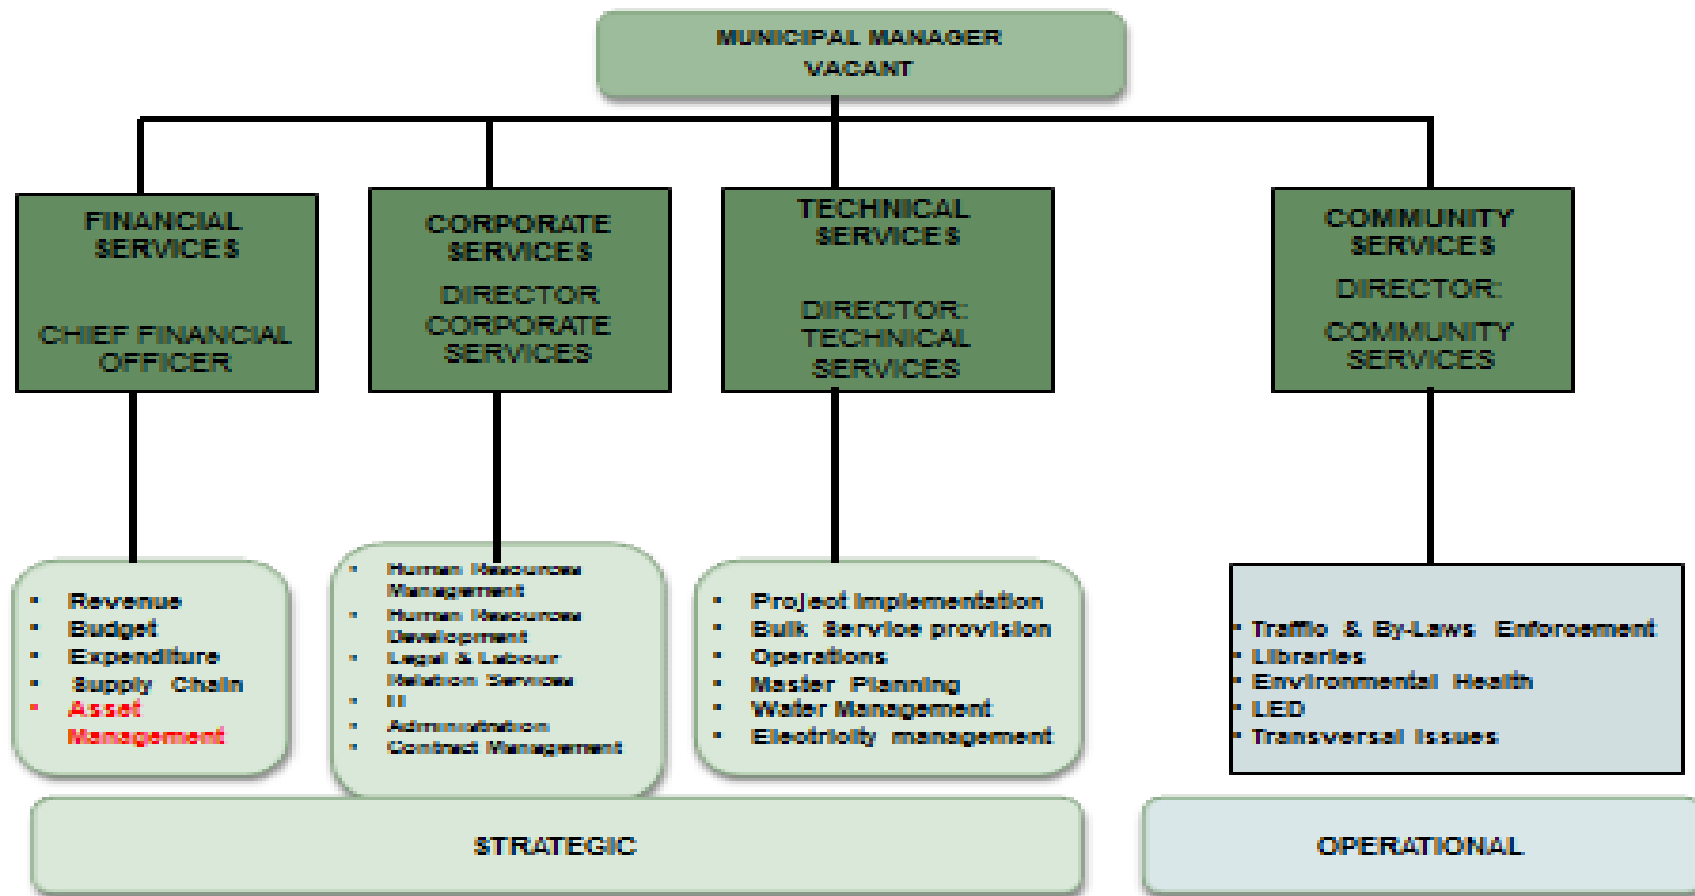 MUNICIPAL MANAGER
VACANT
FINANCIAL
SERVICES
CHIEF FINANCIAL
OFFICER
CORPORATE
SERVICES
DIRECTOR
CORPORATE
SERVICES
TECHNICAL
SERVICES
DIRECTOR:
TECHNICAL
SERVICES
COMMUNITY
SERVICES
DIRECTOR:
COMMUNITY
SERVICES
• Revenue
• Budget
• Expenditure
• Supply Chain
• Asset
Management
• Human Resources
Management
• Human Resources
Development
• Legal & Labour
Relation Services
• IT
• Administration
• Contract Management
• Project Implementation
• Bulk Service provision
• Operations
• Master Planning
• Water Management
• Electricity management
• Traffic & By-Laws Enforcement
• Libraries
• Environmental Health
• LED
• Transversal Issues
STRATEGIC
OPERATIONAL